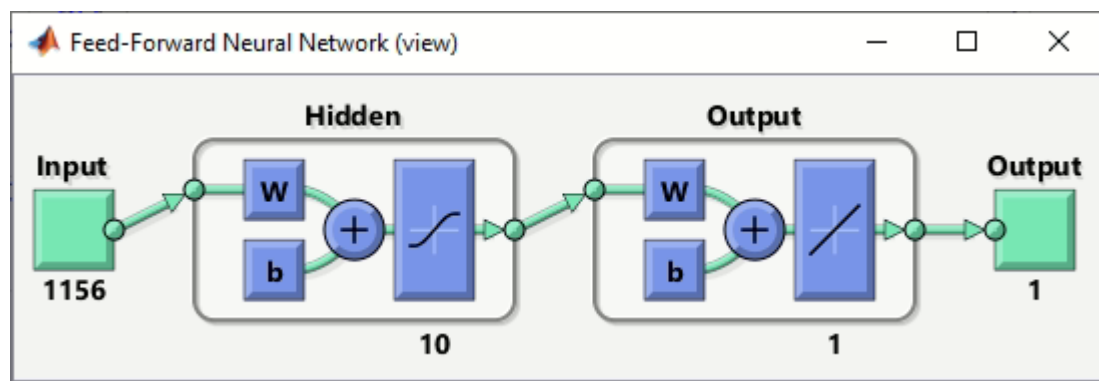 Feed-Forward Neural Network (view)
Hidden
Output
Input
Output
W
W
b
b
1156
1
10
1